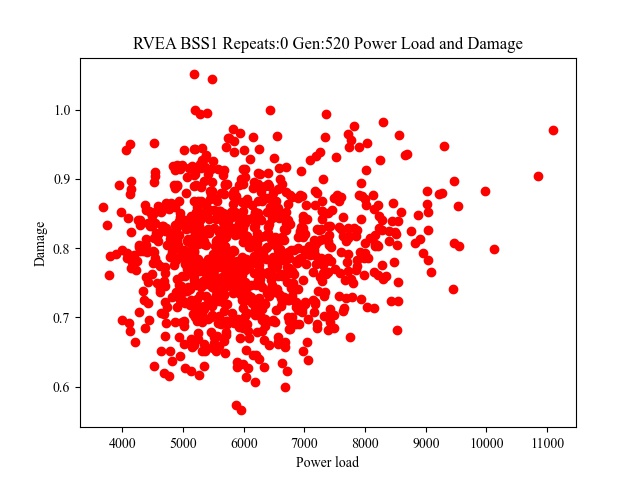 RVEA BSS1 Repeats:0 Gen:520 Power Load and Damage
1.0
0.9
0.8
0.7
0.6
Damage
4000 5000 6000 7000 8000 9000 10000 11000
Power load